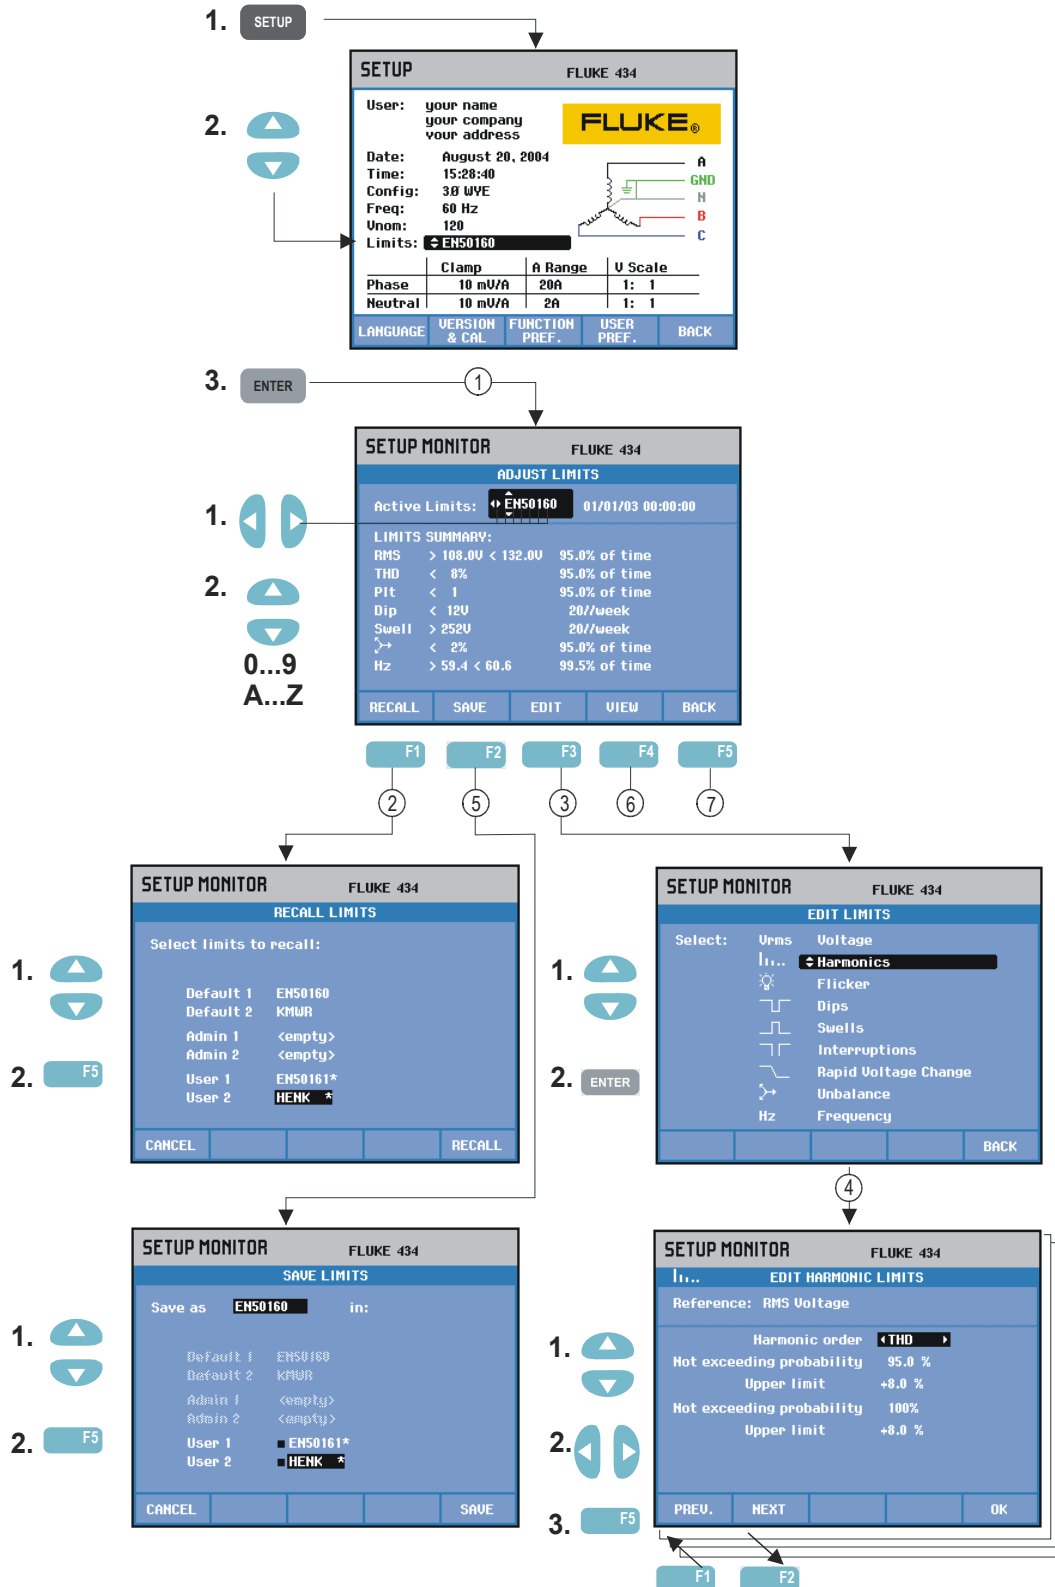 1. SETUP
SETUP FLUKE 434
User: your name
your company
your address
FLUKE®
2.
Date: August 20, 2004
Time: 15:28:40
Config: 3Ø WYE
Freq: 60 Hz
Vnom: 120
Limits: EN50160
A
GND
N
B
C
Clamp A Range V Scale
Phase 10 mV/A 20A 1: 1
Neutral 10 mV/A 2A 1: 1
LANGUAGE VERSION & CAL FUNCTION PREF. USER PREF. BACK
3. ENTER
1
SETUP MONITOR FLUKE 434
ADJUST LIMITS
Active Limits: EN50160 01/01/03 00:00:00
1.
LIMITS SUMMARY:
RMS > 108.0V < 132.0V 95.0% of time
THD < 8% 95.0% of time
Plt < 1 95.0% of time
Dip < 12V 20//week
Swell > 252V 20//week
< 2% 95.0% of time
Hz > 59.4 < 60.6 99.5% of time
2.
0...9
A...Z
RECALL SAVE EDIT VIEW BACK
F1 F2 F3 F4 F5
2 5 3 6 7
SETUP MONITOR FLUKE 434
RECALL LIMITS
Select limits to recall:
1.
Default 1 EN50160
Default 2 KMWR
Admin 1 <empty>
Admin 2 <empty>
User 1 EN50161*
User 2 HENK *
2. F5
CANCEL RECALL
SETUP MONITOR FLUKE 434
EDIT LIMITS
Select: Vrms Voltage
Harmonics
Flicker
Dips
Swells
Interruptions
Rapid Voltage Change
Unbalance
Hz Frequency
1.
2. ENTER
BACK
4
SETUP MONITOR FLUKE 434
SAVE LIMITS
Save as EN50160 in:
1.
Default 1 EN50160
Default 2 KMWR
Admin 1 <empty>
Admin 2 <empty>
User 1 EN50161*
User 2 HENK *
2. F5
CANCEL SAVE
SETUP MONITOR FLUKE 434
EDIT HARMONIC LIMITS
Reference: RMS Voltage
Harmonic order THD
Not exceeding probability 95.0 %
Upper limit +8.0 %
Not exceeding probability 100%
Upper limit +8.0 %
1.
2.
3. F5
PREV. NEXT OK
F1 F2